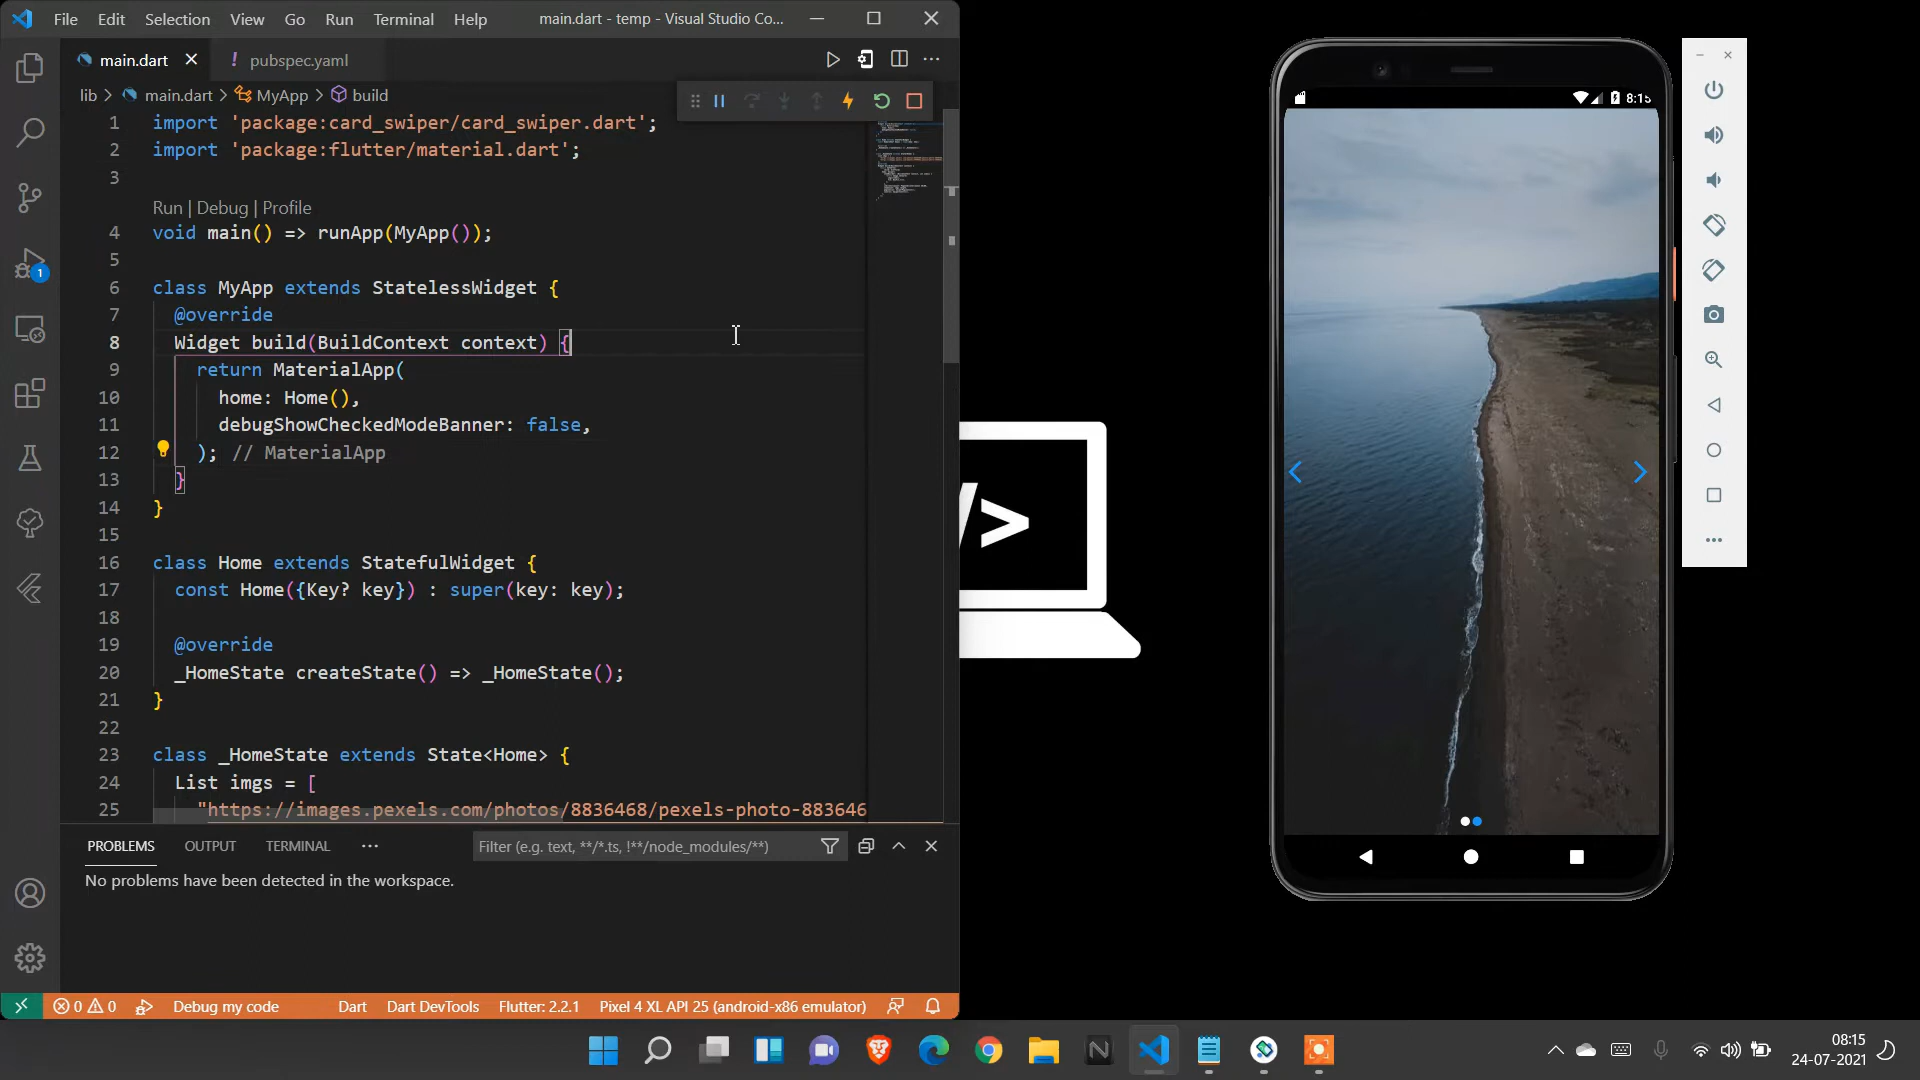 File Edit Selection View Go Run Terminal Help main.dart - temp - Visual Studio Co...
main.dart ! pubspec.yaml
lib > main.dart > MyApp > build
1 import 'package:card_swiper/card_swiper.dart';
2 import 'package:flutter/material.dart';
3
Run | Debug | Profile
4 void main() => runApp(MyApp());
5
6 class MyApp extends StatelessWidget {
7 @override
8 Widget build(BuildContext context) {
9 return MaterialApp(
10 home: Home(),
11 debugShowCheckedModeBanner: false,
12 ); // MaterialApp
13 }
14 }
15
16 class Home extends StatefulWidget {
17 const Home({Key? key}) : super(key: key);
18
19 @override
20 _HomeState createState() => _HomeState();
21 }
22
23 class _HomeState extends State<Home> {
24 List imgs = [
25 "https://images.pexels.com/photos/8836468/pexels-photo-883646
PROBLEMS OUTPUT TERMINAL ... Filter (e.g. text, **/*.ts, !**/node_modules/**)
No problems have been detected in the workspace.
0 0 Debug my code Dart Dart DevTools Flutter: 2.2.1 Pixel 4 XL API 25 (android-x86 emulator)
1
/>
8:15
08:15
24-07-2021